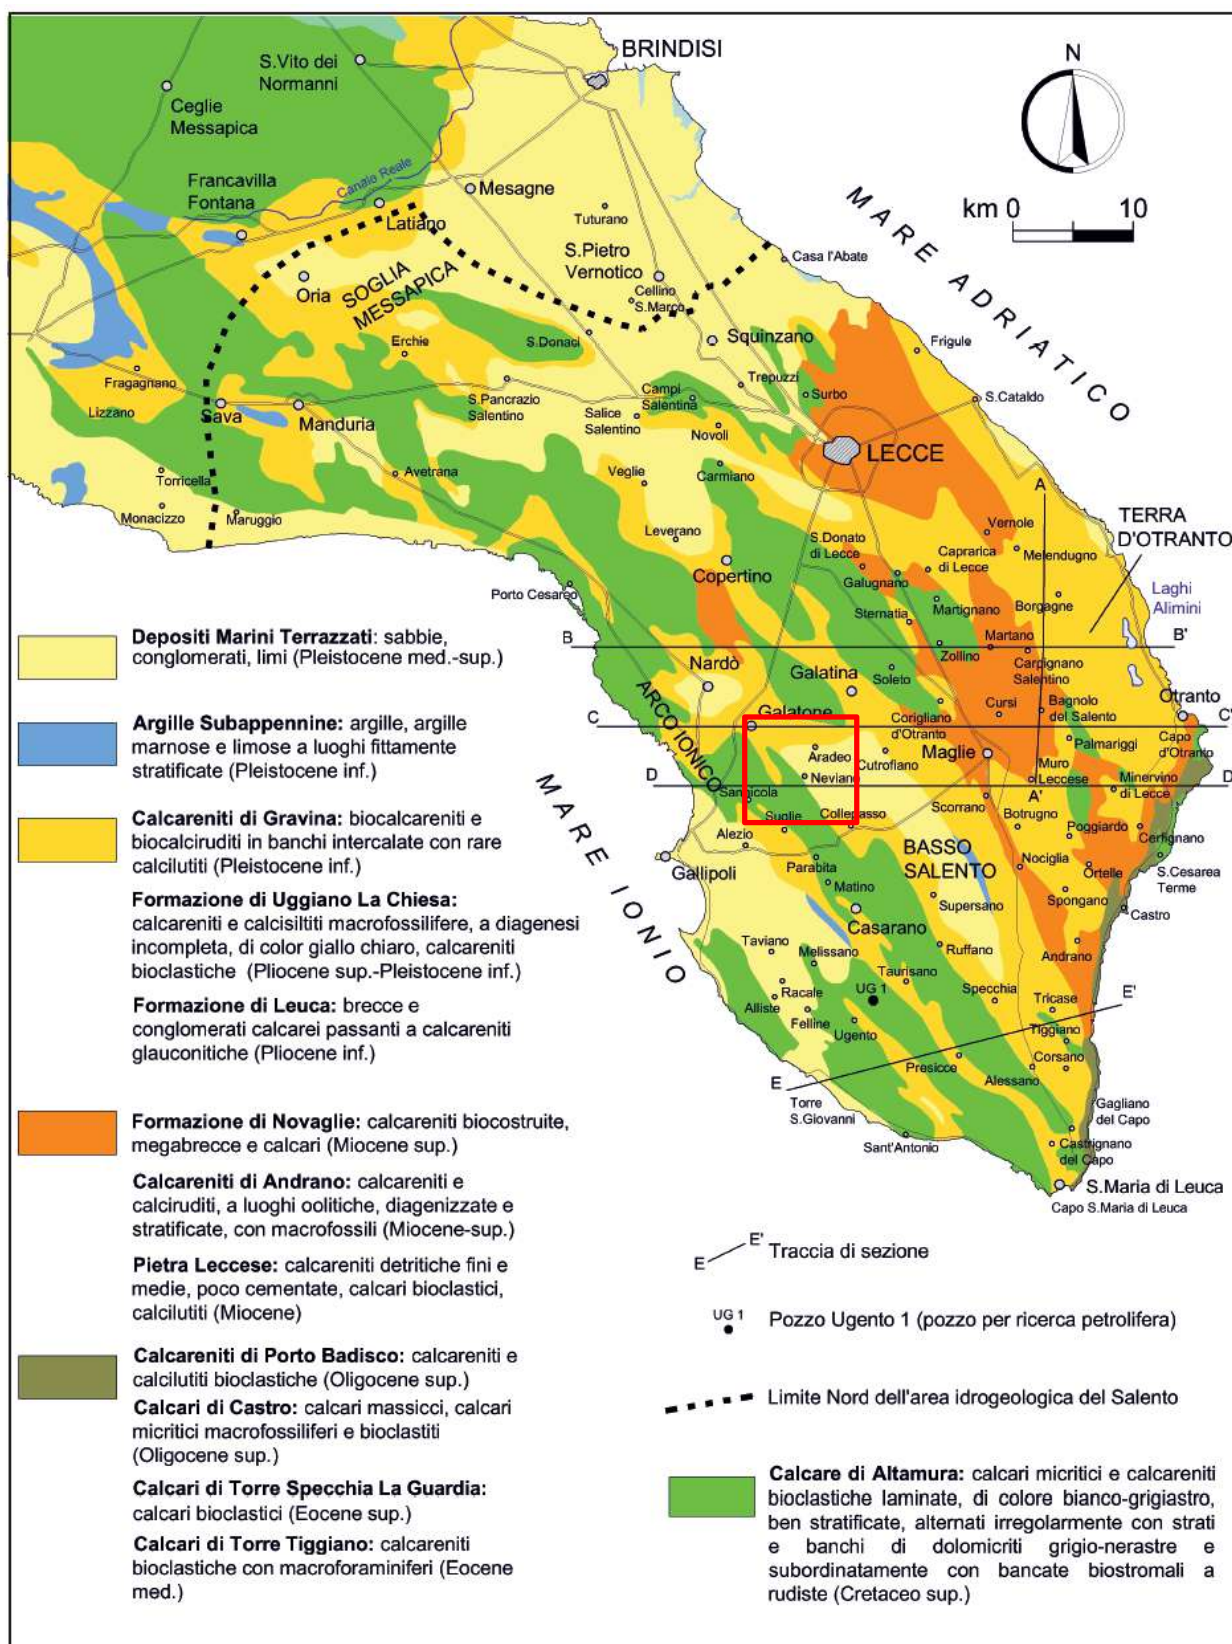 BRINDISI
S.Vito dei
Normanni
Ceglie
Messapica
N
Francavilla
Fontana
Canale Reale
Mesagne
Latiano
Tuturano
km 0 10
MARE ADRIATICO
S.Pietro
Vernotico
Casa l'Abate
Oria
SOGLIA
MESSAPICA
Cellino
S.Marco
Squinzano
Erchie
S.Donaci
Frigule
Fragagnano
Trepuzzi
Lizzano
Sava
Manduria
S.Pancrazio
Salentino
Campi
Salentina
Surbo
S.Cataldo
Salice
Salentino
Novoli
LECCE
Torricella
Avetrana
Veglie
Carmiano
A
Monacizzo
Maruggio
Leverano
Vernole
TERRA
D'OTRANTO
S.Donato
di Lecce
Caprarica
di Lecce
Melendugno
Copertino
Galugnano
Porto Cesareo
Martignano
Borgagne
Laghi
Alimini
Sternatia
Martano
B
B'
Zollino
Carpignano
Salentino
Nardò
Galatina
Soleto
ARCO IONICO
Galatone
Cursi
Bagnolo
del Salento
Otranto
C
C'
Corigliano
d'Otranto
Palmariggi
Capo
d'Otranto
Aradeo
Cutrofiano
Maglie
Muro
Leccese
D
D'
Neviano
Minervino
di Lecce
Sannicola
A'
Scorrano
Suglie
Collepasso
Botrugno
Poggiardo
Cerfignano
MARE IONIO
Alezio
BASSO
SALENTO
Gallipoli
Parabita
Nociglia
Ortelle
S.Cesarea
Terme
Matino
Supersano
Spongano
Castro
Casarano
Taviano
Melissano
Ruffano
Andrano
Taurisano
UG 1
Racale
Specchia
Tricase
E'
Alliste
Felline
Ugento
Tiggiano
Corsano
Presicce
Alessano
E
Torre
S.Giovanni
Gagliano
del Capo
Sant'Antonio
Castrignano
del Capo
S.Maria di Leuca
Capo S.Maria di Leuca
Depositi Marini Terrazzati: sabbie,
conglomerati, limi (Pleistocene med.-sup.)
Argille Subappennine: argille, argille
marnose e limose a luoghi fittamente
stratificate (Pleistocene inf.)
Calcareniti di Gravina: biocalcareniti e
biocalciruditi in banchi intercalate con rare
calcilutiti (Pleistocene inf.)
Formazione di Uggiano La Chiesa:
calcareniti e calcisiltiti macrofossilifere, a diagenesi
incompleta, di color giallo chiaro, calcareniti
bioclastiche (Pliocene sup.-Pleistocene inf.)
Formazione di Leuca: brecce e
conglomerati calcarei passanti a calcareniti
glauconitiche (Pliocene inf.)
Formazione di Novaglie: calcareniti biocostruite,
megabrecce e calcari (Miocene sup.)
Calcareniti di Andrano: calcareniti e
calciruditi, a luoghi oolitiche, diagenizzate e
stratificate, con macrofossili (Miocene-sup.)
Pietra Leccese: calcareniti detritiche fini e
medie, poco cementate, calcari bioclastici,
calcilutiti (Miocene)
Calcareniti di Porto Badisco: calcareniti e
calcilutiti bioclastiche (Oligocene sup.)
Calcari di Castro: calcari massicci, calcari
micritici macrofossiliferi e bioclastiti
(Oligocene sup.)
Calcari di Torre Specchia La Guardia:
calcari bioclastici (Eocene sup.)
Calcari di Torre Tiggiano: calcareniti
bioclastiche con macroforaminiferi (Eocene
med.)
E E' Traccia di sezione
UG 1 Pozzo Ugento 1 (pozzo per ricerca petrolifera)
Limite Nord dell'area idrogeologica del Salento
Calcare di Altamura: calcari micritici e calcareniti
bioclastiche laminate, di colore bianco-grigiastro,
ben stratificate, alternati irregolarmente con strati
e banchi di dolomicriti grigio-nerastre e
subordinatamente con bancate biostromali a
rudiste (Cretaceo sup.)